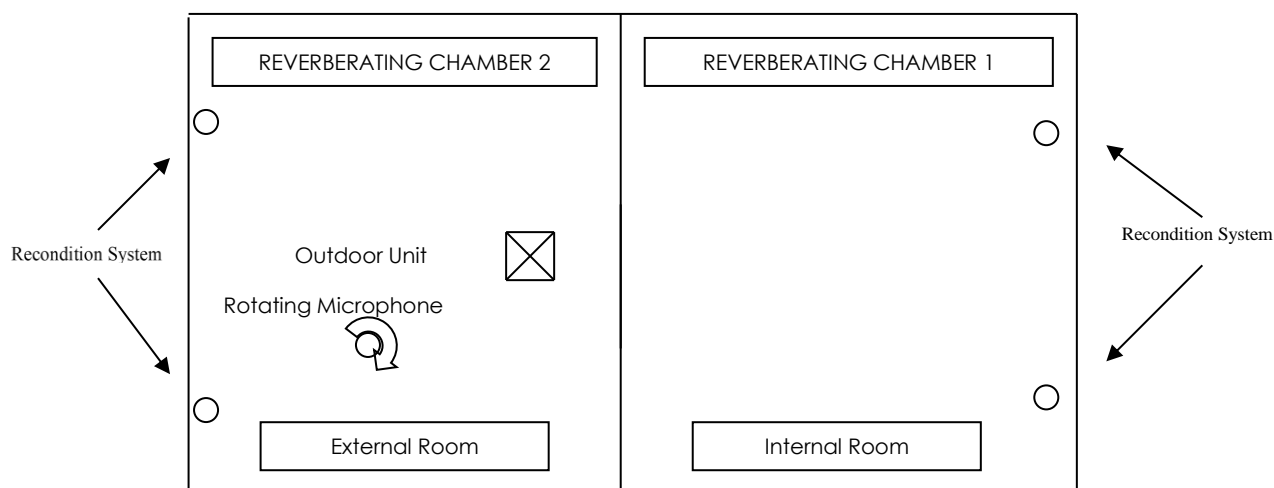 REVERBERATING CHAMBER 2
REVERBERATING CHAMBER 1
Recondition System
Outdoor Unit
Rotating Microphone
Recondition System
External Room
Internal Room